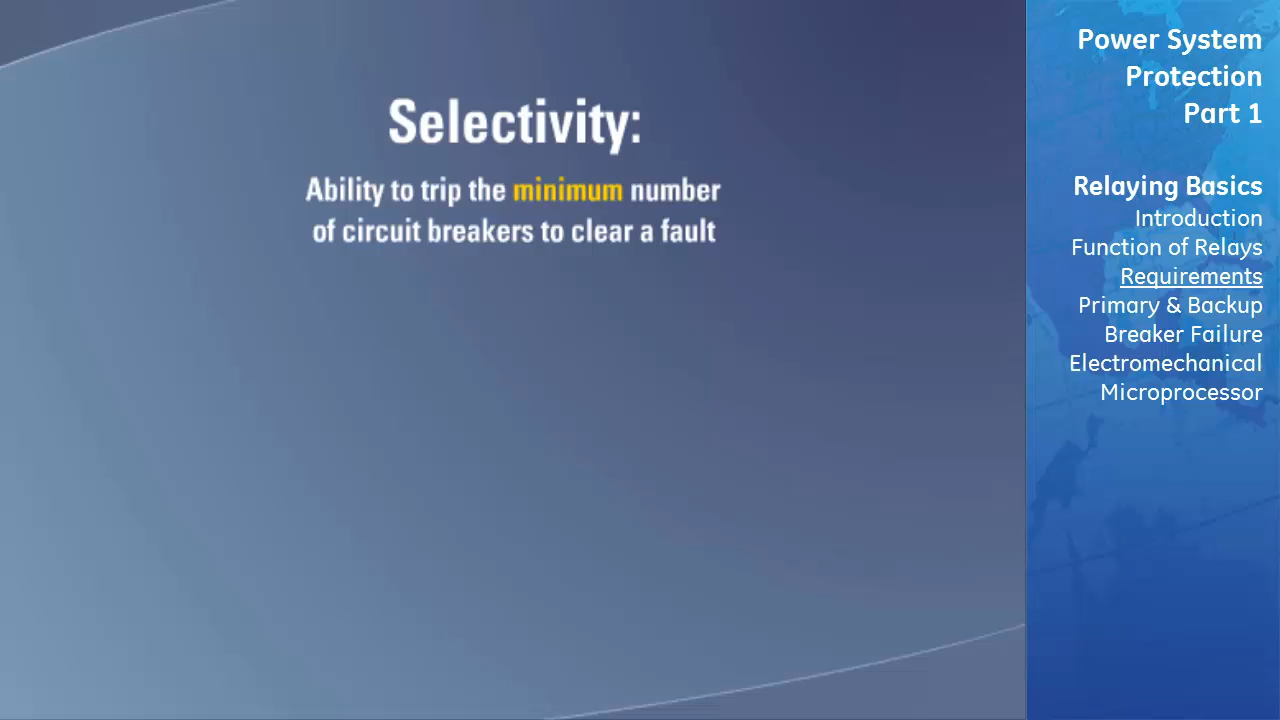 Selectivity:
Ability to trip the minimum number
of circuit breakers to clear a fault
Power System
Protection
Part 1
Relaying Basics
Introduction
Function of Relays
Requirements
Primary & Backup
Breaker Failure
Electromechanical
Microprocessor